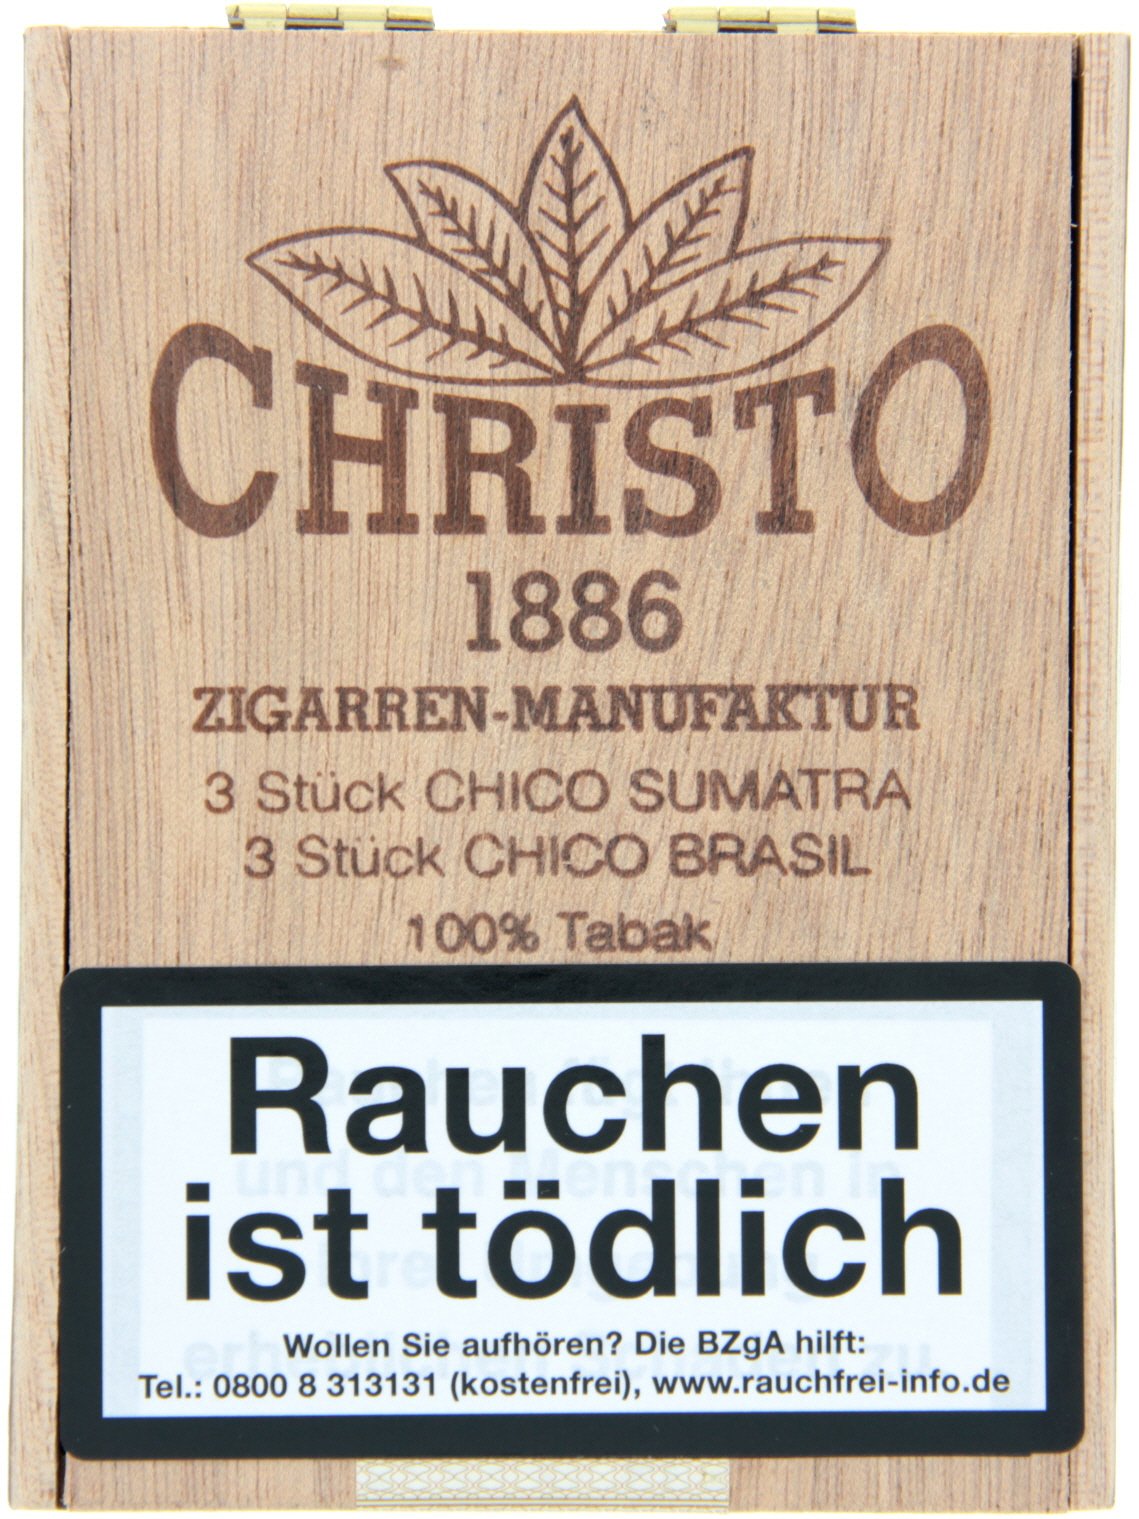 CHRISTO
1886
ZIGARREN-MANUFAKTUR
3 Stück CHICO SUMATRA
3 Stück CHICO BRASIL
100% Tabak
Rauchen
ist tödlich
Wollen Sie aufhören? Die BZgA hilft:
Tel.: 0800 8 313131 (kostenfrei), www.rauchfrei-info.de